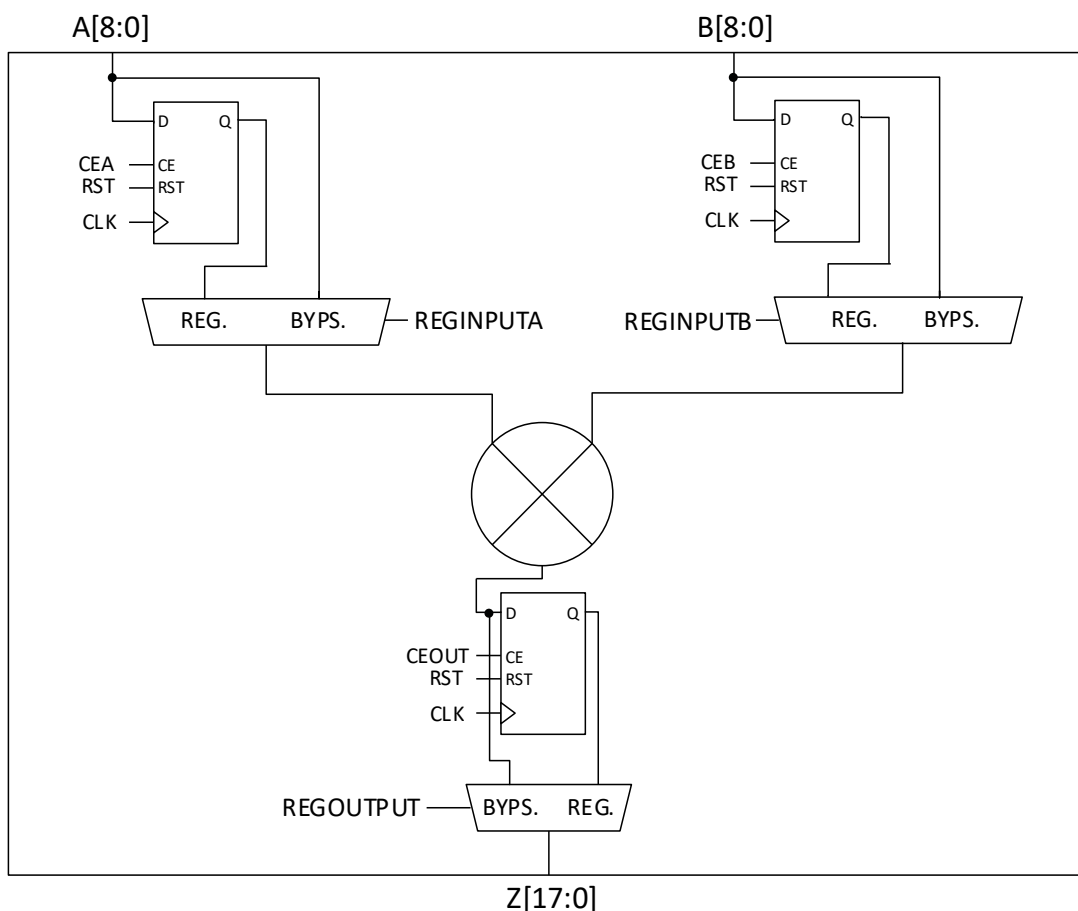 A[8:0]
B[8:0]
D Q
CEA CE
RST RST
CLK
D Q
CEB CE
RST RST
CLK
REG. BYPS. REGINPUTA
REGINPUTB REG. BYPS.
D Q
CEOUT CE
RST RST
CLK
REGOUTPUT BYPS. REG.
Z[17:0]